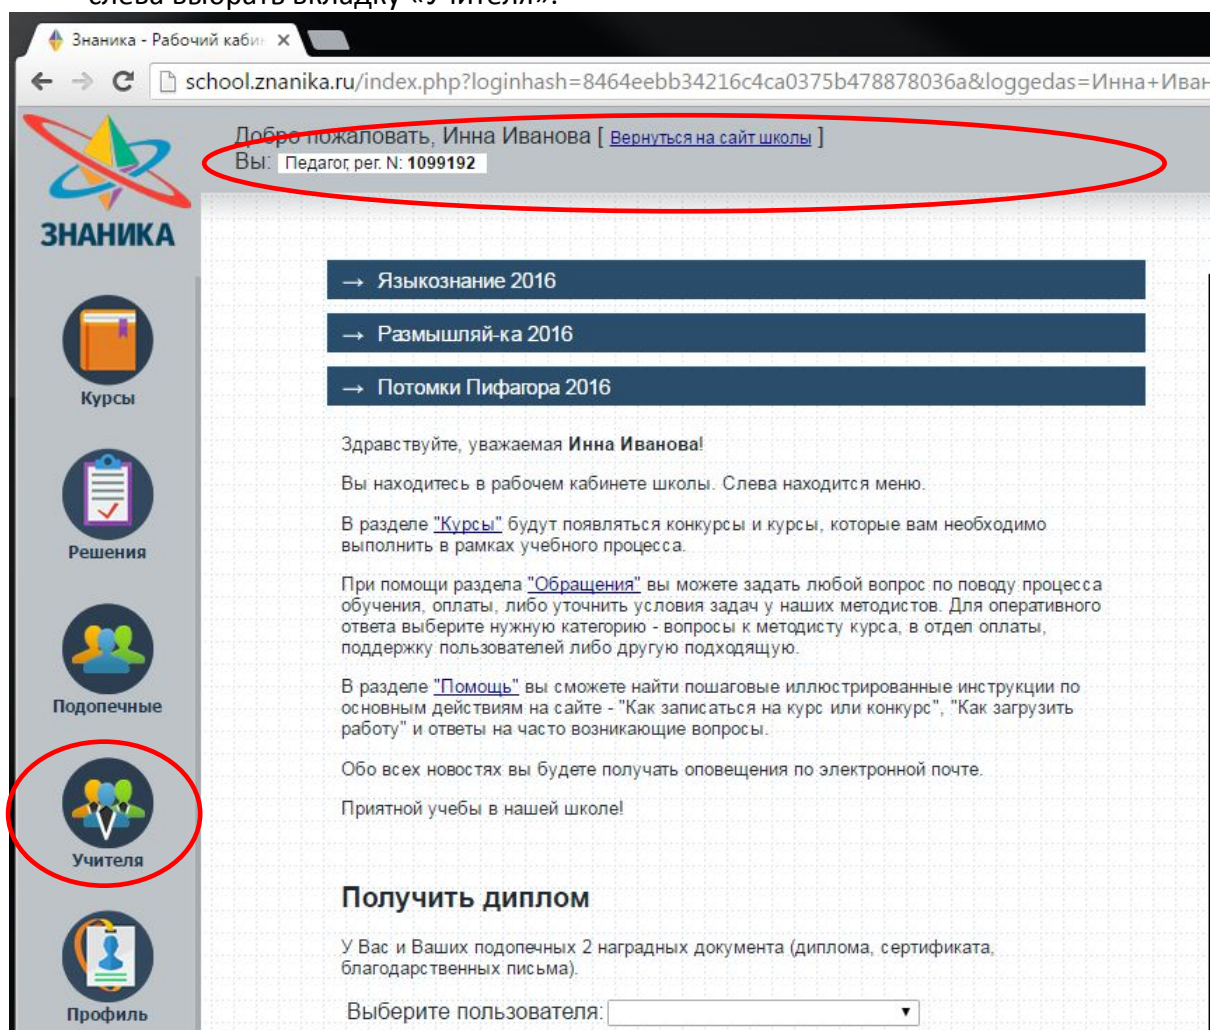 слева выбрать вкладку «Учителя».
Знаника - Рабочий каби
school.znanika.ru/index.php?loginhash=8464eebb34216c4ca0375b478878036a&loggedas=Инна+Иван
Добро пожаловать, Инна Иванова [ Вернуться на сайт школы ]
Вы: Педагог, рег. N: 1099192
ЗНАНИКА
Курсы
Решения
Подопечные
Учителя
Профиль
→ Языкознание 2016
→ Размышляй-ка 2016
→ Потомки Пифагора 2016
Здравствуйте, уважаемая Инна Иванова!
Вы находитесь в рабочем кабинете школы. Слева находится меню.
В разделе "Курсы" будут появляться конкурсы и курсы, которые вам необходимо
выполнить в рамках учебного процесса.
При помощи раздела "Обращения" вы можете задать любой вопрос по поводу процесса
обучения, оплаты, либо уточнить условия задач у наших методистов. Для оперативного
ответа выберите нужную категорию - вопросы к методисту курса, в отдел оплаты,
поддержку пользователей либо другую подходящую.
В разделе "Помощь" вы сможете найти пошаговые иллюстрированные инструкции по
основным действиям на сайте - "Как записаться на курс или конкурс", "Как загрузить
работу" и ответы на часто возникающие вопросы.
Обо всех новостях вы будете получать оповещения по электронной почте.
Приятной учебы в нашей школе!
Получить диплом
У Вас и Ваших подопечных 2 наградных документа (диплома, сертификата,
благодарственных письма).
Выберите пользователя: